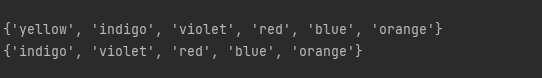 {'yellow', 'indigo', 'violet', 'red', 'blue', 'orange'}
{'indigo', 'violet', 'red', 'blue', 'orange'}